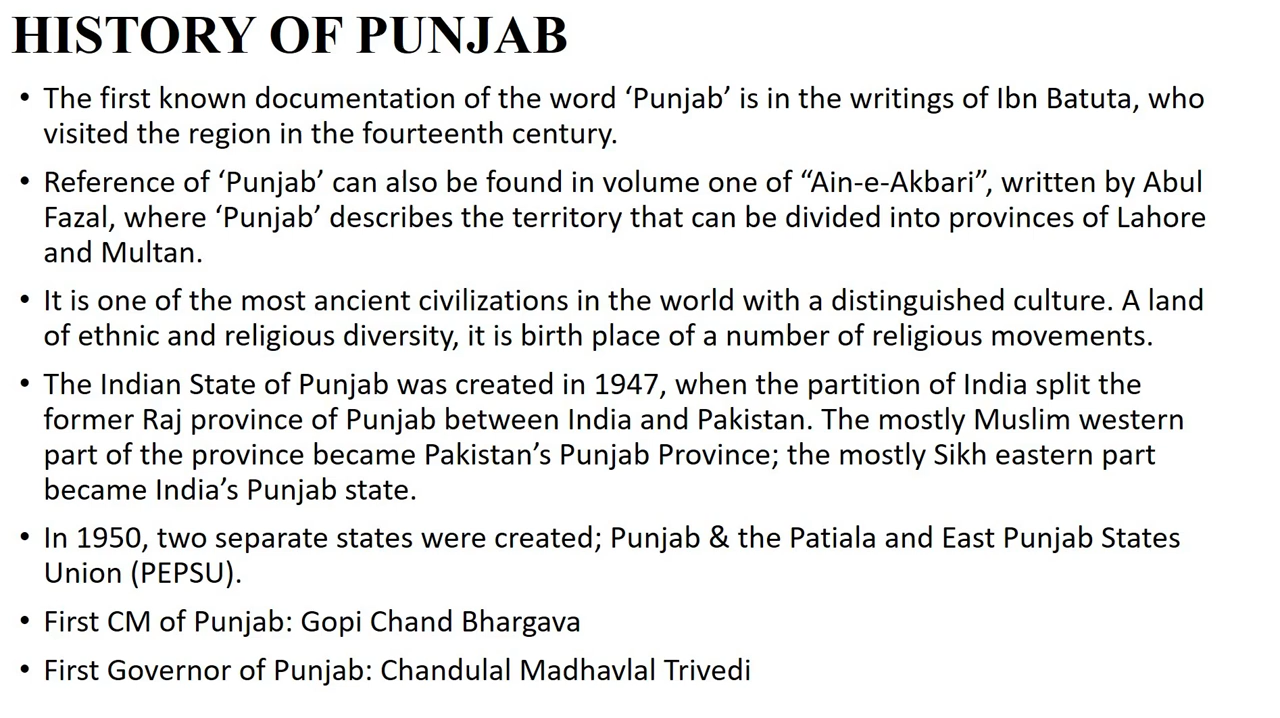 HISTORY OF PUNJAB
• The first known documentation of the word ‘Punjab’ is in the writings of Ibn Batuta, who
visited the region in the fourteenth century.
• Reference of ‘Punjab’ can also be found in volume one of “Ain-e-Akbari”, written by Abul
Fazal, where ‘Punjab’ describes the territory that can be divided into provinces of Lahore
and Multan.
• It is one of the most ancient civilizations in the world with a distinguished culture. A land
of ethnic and religious diversity, it is birth place of a number of religious movements.
• The Indian State of Punjab was created in 1947, when the partition of India split the
former Raj province of Punjab between India and Pakistan. The mostly Muslim western
part of the province became Pakistan’s Punjab Province; the mostly Sikh eastern part
became India’s Punjab state.
• In 1950, two separate states were created; Punjab & the Patiala and East Punjab States
Union (PEPSU).
• First CM of Punjab: Gopi Chand Bhargava
• First Governor of Punjab: Chandulal Madhavlal Trivedi